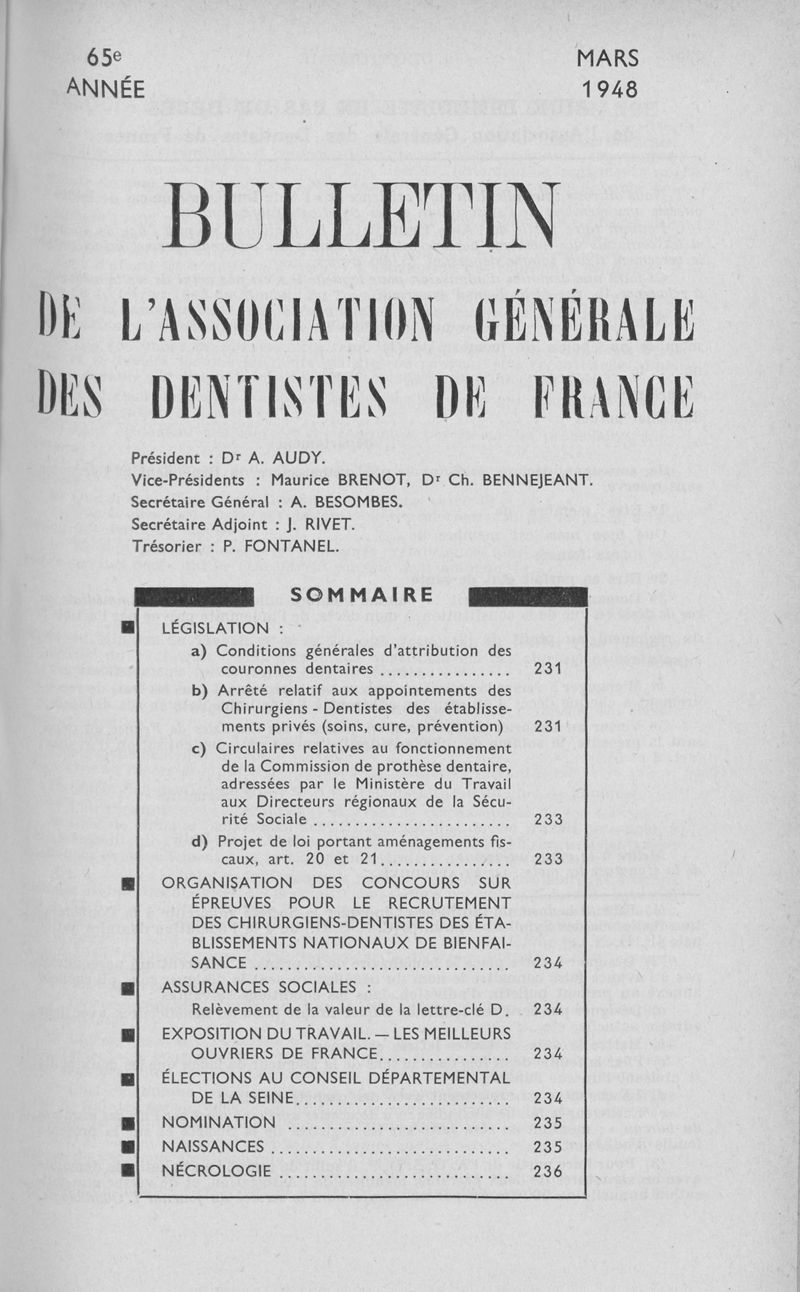 65e
ANNÉE
MARS
1948
BULLETIN
DE L'ASSOCIATION GÉNÉRALE
DES DENTISTES DE FRANCE
Président : Dr A. AUDY.
Vice-Présidents : Maurice BRENOT, Dr Ch. BENNEJEANT.
Secrétaire Général : A. BESOMBES.
Secrétaire Adjoint : J. RIVET.
Trésorier : P. FONTANEL.
SOMMAIRE
LÉGISLATION :
a) Conditions générales d'attribution des
couronnes dentaires ................ 231
b) Arrêté relatif aux appointements des
Chirurgiens - Dentistes des établisse-
ments privés (soins, cure, prévention) 231
c) Circulaires relatives au fonctionnement
de la Commission de prothèse dentaire,
adressées par le Ministère du Travail
aux Directeurs régionaux de la Sécu-
rité Sociale ........................ 233
d) Projet de loi portant aménagements fis-
caux, art. 20 et 21................ 233
ORGANISATION DES CONCOURS SUR
ÉPREUVES POUR LE RECRUTEMENT
DES CHIRURGIENS-DENTISTES DES ÉTA-
BLISSEMENTS NATIONAUX DE BIENFAI-
SANCE ............................... 234
ASSURANCES SOCIALES :
Relèvement de la valeur de la lettre-clé D. 234
EXPOSITION DU TRAVAIL. — LES MEILLEURS
OUVRIERS DE FRANCE................ 234
ÉLECTIONS AU CONSEIL DÉPARTEMENTAL
DE LA SEINE.......................... 234
NOMINATION ........................... 235
NAISSANCES ............................. 235
NÉCROLOGIE ............................ 236